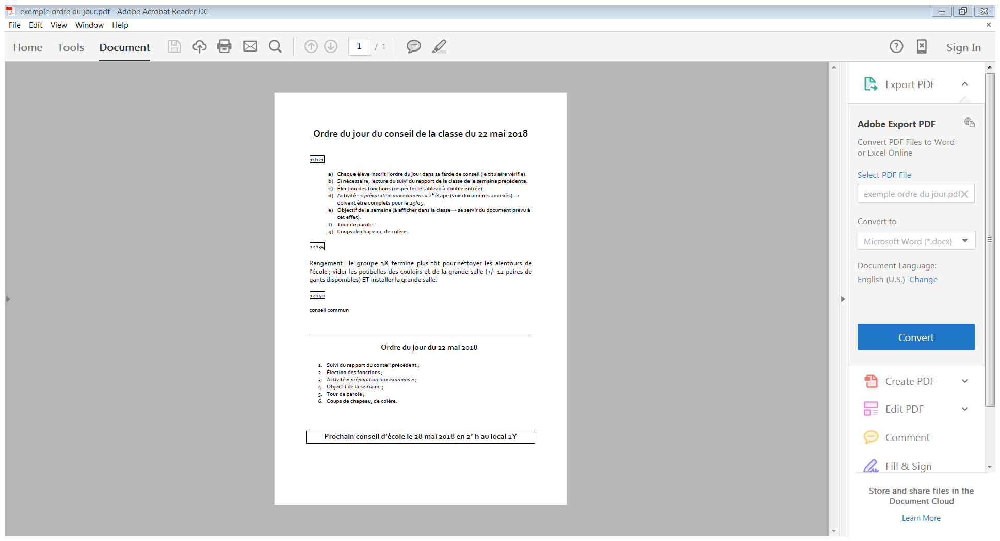 exemple ordre du jour.pdf - Adobe Acrobat Reader DC
File Edit View Window Help
Home Tools Document 1 / 1 Sign In
Ordre du jour du conseil de la classe du 22 mai 2018
11h21
a) Chaque élève inscrit l'ordre du jour dans sa farde de conseil (le titulaire vérifie).
b) Si nécessaire, lecture du suivi du rapport de la classe de la semaine précédente.
c) Élection des fonctions (respecter le tableau à double entrée).
d) Activité : « préparation aux examens » 2e étape (voir documents annexés) →
doivent être complets pour le 29/05.
e) Objectif de la semaine (à afficher dans la classe→ se servir du document prévu à
cet effet).
f) Tour de parole.
g) Coups de chapeau, de colère.
12h35
Rangement : le groupe 3X termine plus tôt pour nettoyer les alentours de
l'école ; vider les poubelles des couloirs et de la grande salle (+/- 12 paires de
gants disponibles) ET installer la grande salle.
12h40
conseil commun
Ordre du jour du 22 mai 2018
1. Suivi du rapport du conseil précédent ;
2. Élection des fonctions ;
3. Activité « préparation aux examens » ;
4. Objectif de la semaine ;
5. Tour de parole ;
6. Coups de chapeau, de colère.
Prochain conseil d'école le 28 mai 2018 en 2e h au local 1Y
Export PDF
Adobe Export PDF
Convert PDF Files to Word
or Excel Online
Select PDF File
exemple ordre du jour.pdf
Convert to
Microsoft Word (*.docx)
Document Language:
English (U.S.) Change
Convert
Create PDF
Edit PDF
Comment
Fill & Sign
Store and share files in the
Document Cloud
Learn More